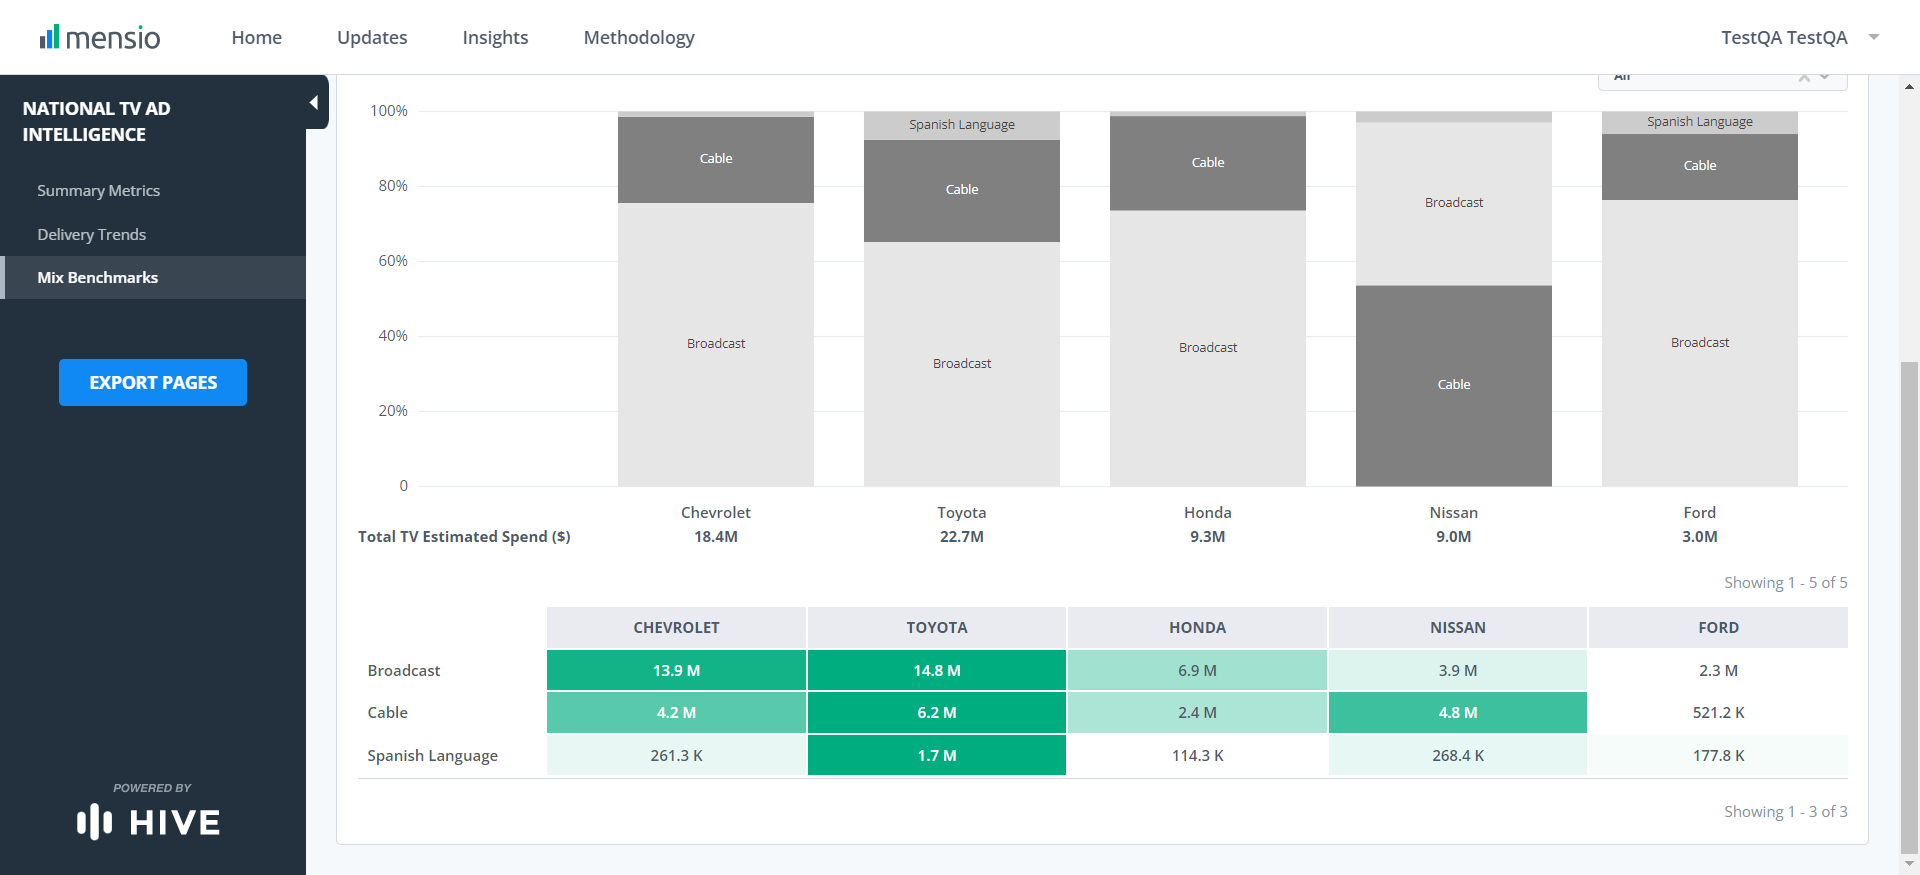 mensio
Home Updates Insights Methodology
TestQA TestQA
NATIONAL TV AD
INTELLIGENCE
Summary Metrics
Delivery Trends
Mix Benchmarks
EXPORT PAGES
POWERED BY
HIVE
All
100%
80%
60%
40%
20%
0
Cable
Broadcast
Spanish Language
Cable
Broadcast
Cable
Broadcast
Broadcast
Cable
Spanish Language
Cable
Broadcast
Chevrolet Toyota Honda Nissan Ford
Total TV Estimated Spend ($) 18.4M 22.7M 9.3M 9.0M 3.0M
Showing 1 - 5 of 5
CHEVROLET TOYOTA HONDA NISSAN FORD
Broadcast 13.9 M 14.8 M 6.9 M 3.9 M 2.3 M
Cable 4.2 M 6.2 M 2.4 M 4.8 M 521.2 K
Spanish Language 261.3 K 1.7 M 114.3 K 268.4 K 177.8 K
Showing 1 - 3 of 3